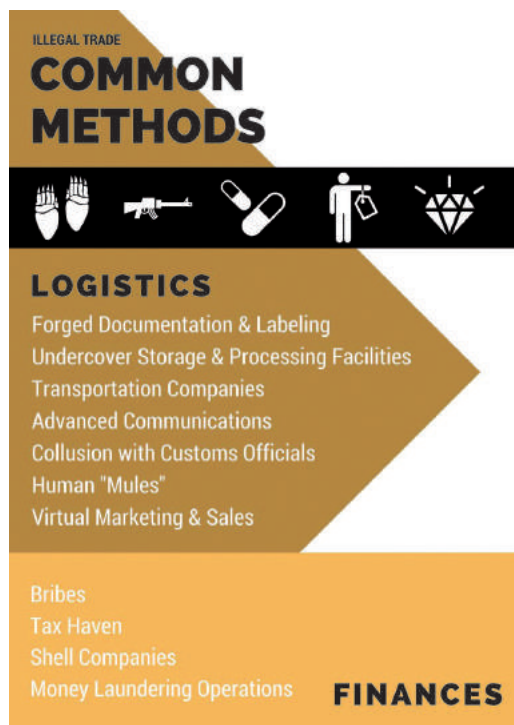 ILLEGAL TRADE
COMMON
METHODS
LOGISTICS
Forged Documentation & Labeling
Undercover Storage & Processing Facilities
Transportation Companies
Advanced Communications
Collusion with Customs Officials
Human "Mules"
Virtual Marketing & Sales
Bribes
Tax Haven
Shell Companies
Money Laundering Operations
FINANCES